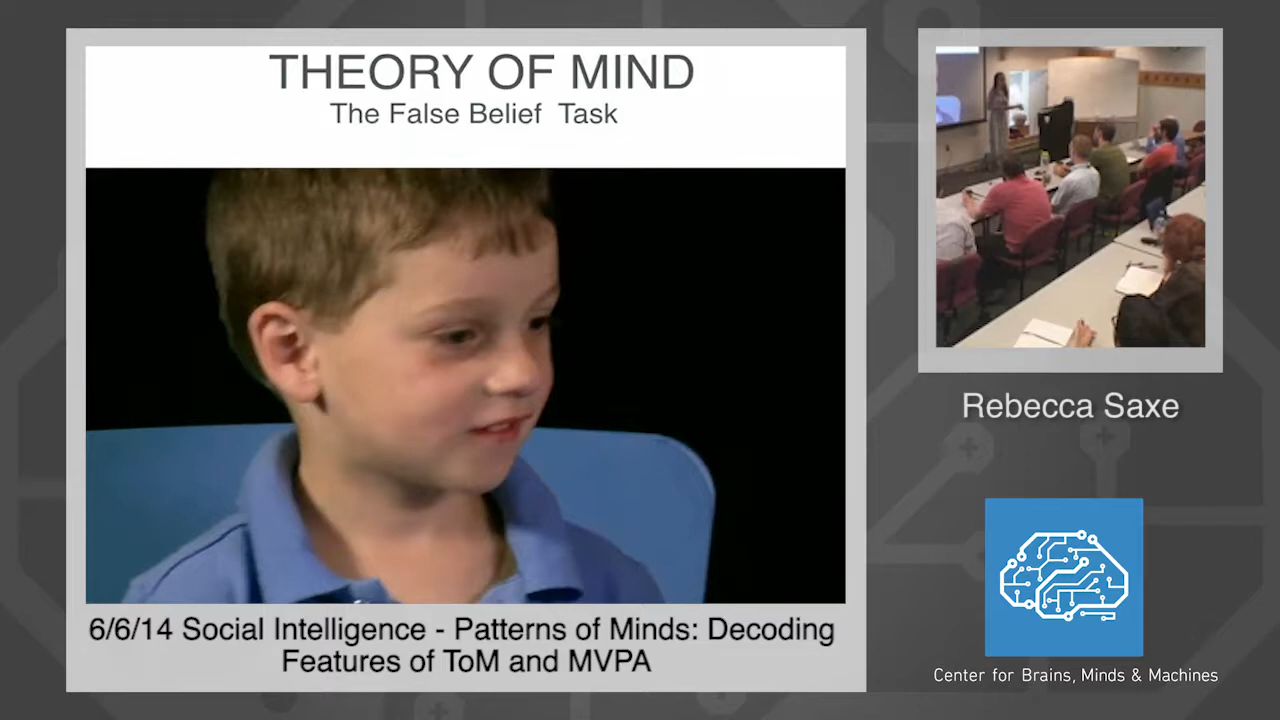 THEORY OF MIND
The False Belief Task
6/6/14 Social Intelligence - Patterns of Minds: Decoding
Features of ToM and MVPA
Rebecca Saxe
Center for Brains, Minds & Machines